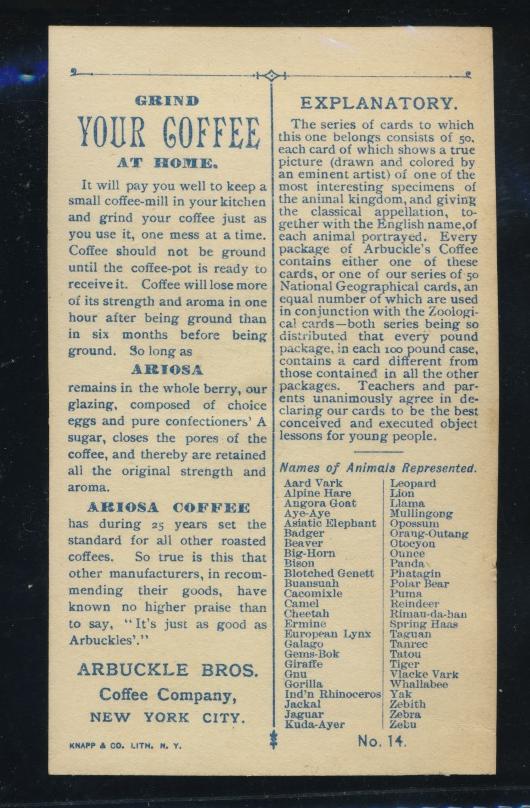 GRIND
YOUR COFFEE
AT HOME.
It will pay you well to keep a
small coffee-mill in your kitchen
and grind your coffee just as
you use it, one mess at a time.
Coffee should not be ground
until the coffee-pot is ready to
receive it. Coffee will lose more
of its strength and aroma in one
hour after being ground than
in six months before being
ground. So long as
ARIOSA
remains in the whole berry, our
glazing, composed of choice
eggs and pure confectioners' A
sugar, closes the pores of the
coffee, and thereby are retained
all the original strength and
aroma.
ARIOSA COFFEE
has during 25 years set the
standard for all other roasted
coffees. So true is this that
other manufacturers, in recom-
mending their goods, have
known no higher praise than
to say, "It's just as good as
Arbuckles'."
ARBUCKLE BROS.
Coffee Company,
NEW YORK CITY.
KNAPP & CO. LITH. N. Y.
EXPLANATORY.
The series of cards to which
this one belongs consists of 50,
each card of which shows a true
picture (drawn and colored by
an eminent artist) of one of the
most interesting specimens of
the animal kingdom, and giving
the classical appellation, to-
gether with the English name, of
each animal portrayed. Every
package of Arbuckle's Coffee
contains either one of these
cards, or one of our series of 50
National Geographical cards, an
equal number of which are used
in conjunction with the Zoologi-
cal cards—both series being so
distributed that every pound
package, in each 100 pound case,
contains a card different from
those contained in all the other
packages. Teachers and par-
ents unanimously agree in de-
claring our cards to be the best
conceived and executed object
lessons for young people.
Names of Animals Represented.
Aard Vark
Alpine Hare
Angora Goat
Aye-Aye
Asiatic Elephant
Badger
Beaver
Big-Horn
Bison
Blotched Genett
Buansuah
Cacomixle
Camel
Cheetah
Ermine
European Lynx
Galago
Gems-Bok
Giraffe
Gnu
Gorilla
Ind'n Rhinoceros
Jackal
Jaguar
Kuda-Ayer
Leopard
Lion
Llama
Mullingong
Opossum
Orang-Outang
Otocyon
Ounce
Panda
Phatagin
Polar Bear
Puma
Reindeer
Rimau-da-han
Spring Haas
Taguan
Tanrec
Tatou
Tiger
Vlacke Vark
Whallabee
Yak
Zebith
Zebra
Zebu
No. 14.